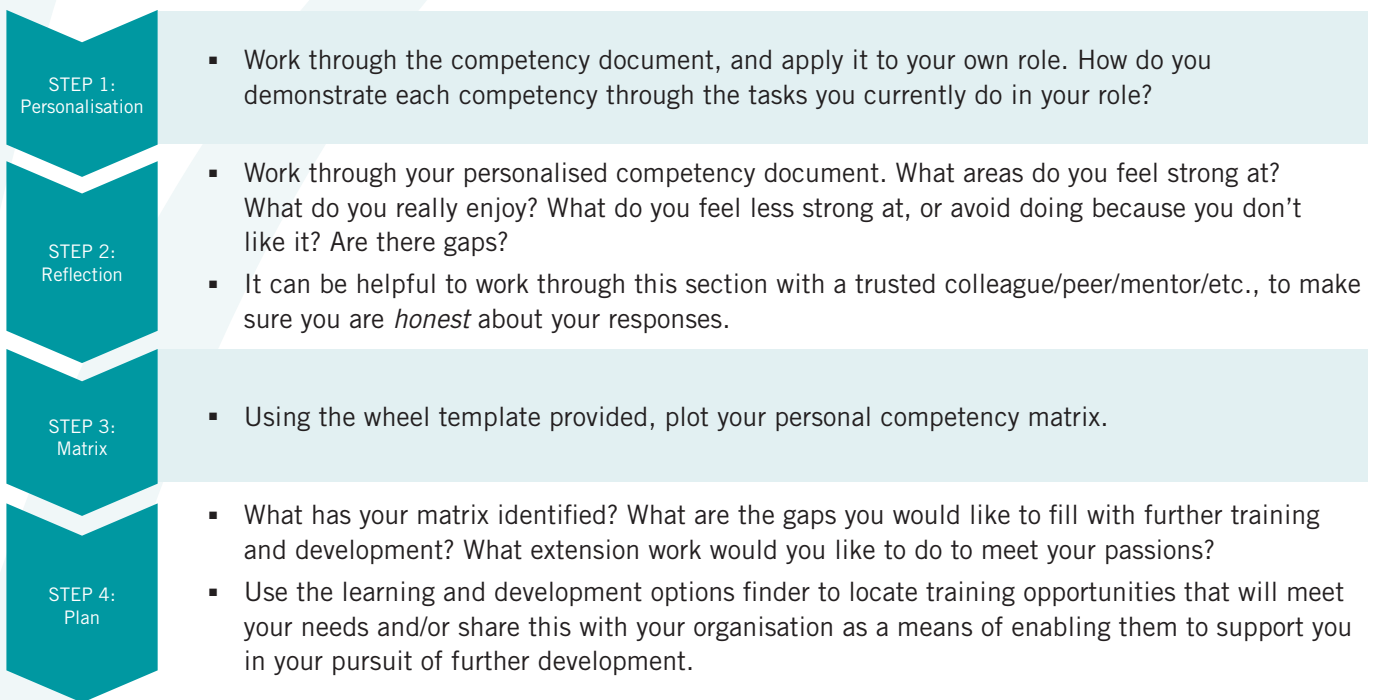 STEP 1:
Personalisation
▪ Work through the competency document, and apply it to your own role. How do you
demonstrate each competency through the tasks you currently do in your role?
STEP 2:
Reflection
▪ Work through your personalised competency document. What areas do you feel strong at?
What do you really enjoy? What do you feel less strong at, or avoid doing because you don’t
like it? Are there gaps?
▪ It can be helpful to work through this section with a trusted colleague/peer/mentor/etc., to make
sure you are honest about your responses.
STEP 3:
Matrix
▪ Using the wheel template provided, plot your personal competency matrix.
STEP 4:
Plan
▪ What has your matrix identified? What are the gaps you would like to fill with further training
and development? What extension work would you like to do to meet your passions?
▪ Use the learning and development options finder to locate training opportunities that will meet
your needs and/or share this with your organisation as a means of enabling them to support you
in your pursuit of further development.